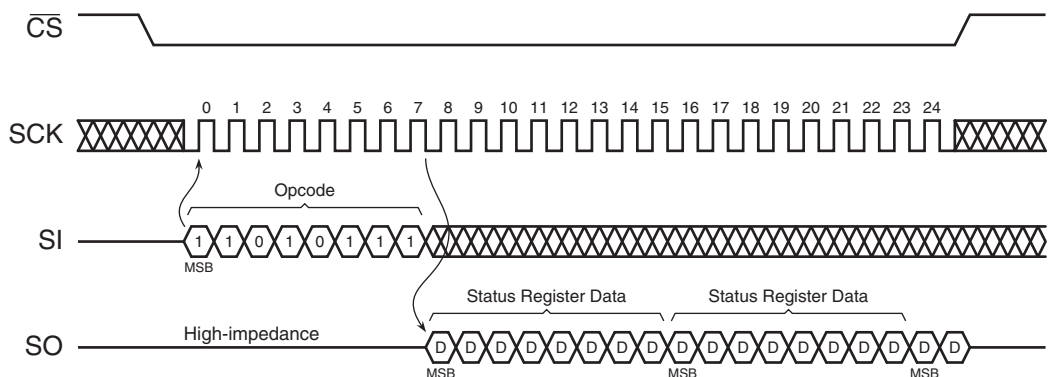 CS
0 1 2 3 4 5 6 7 8 9 10 11 12 13 14 15 16 17 18 19 20 21 22 23 24
SCK
Opcode
SI 1 1 0 1 0 1 1 1
MSB
Status Register Data Status Register Data
High-impedance
SO D D D D D D D D D D D D D D D D D D
MSB MSB MSB